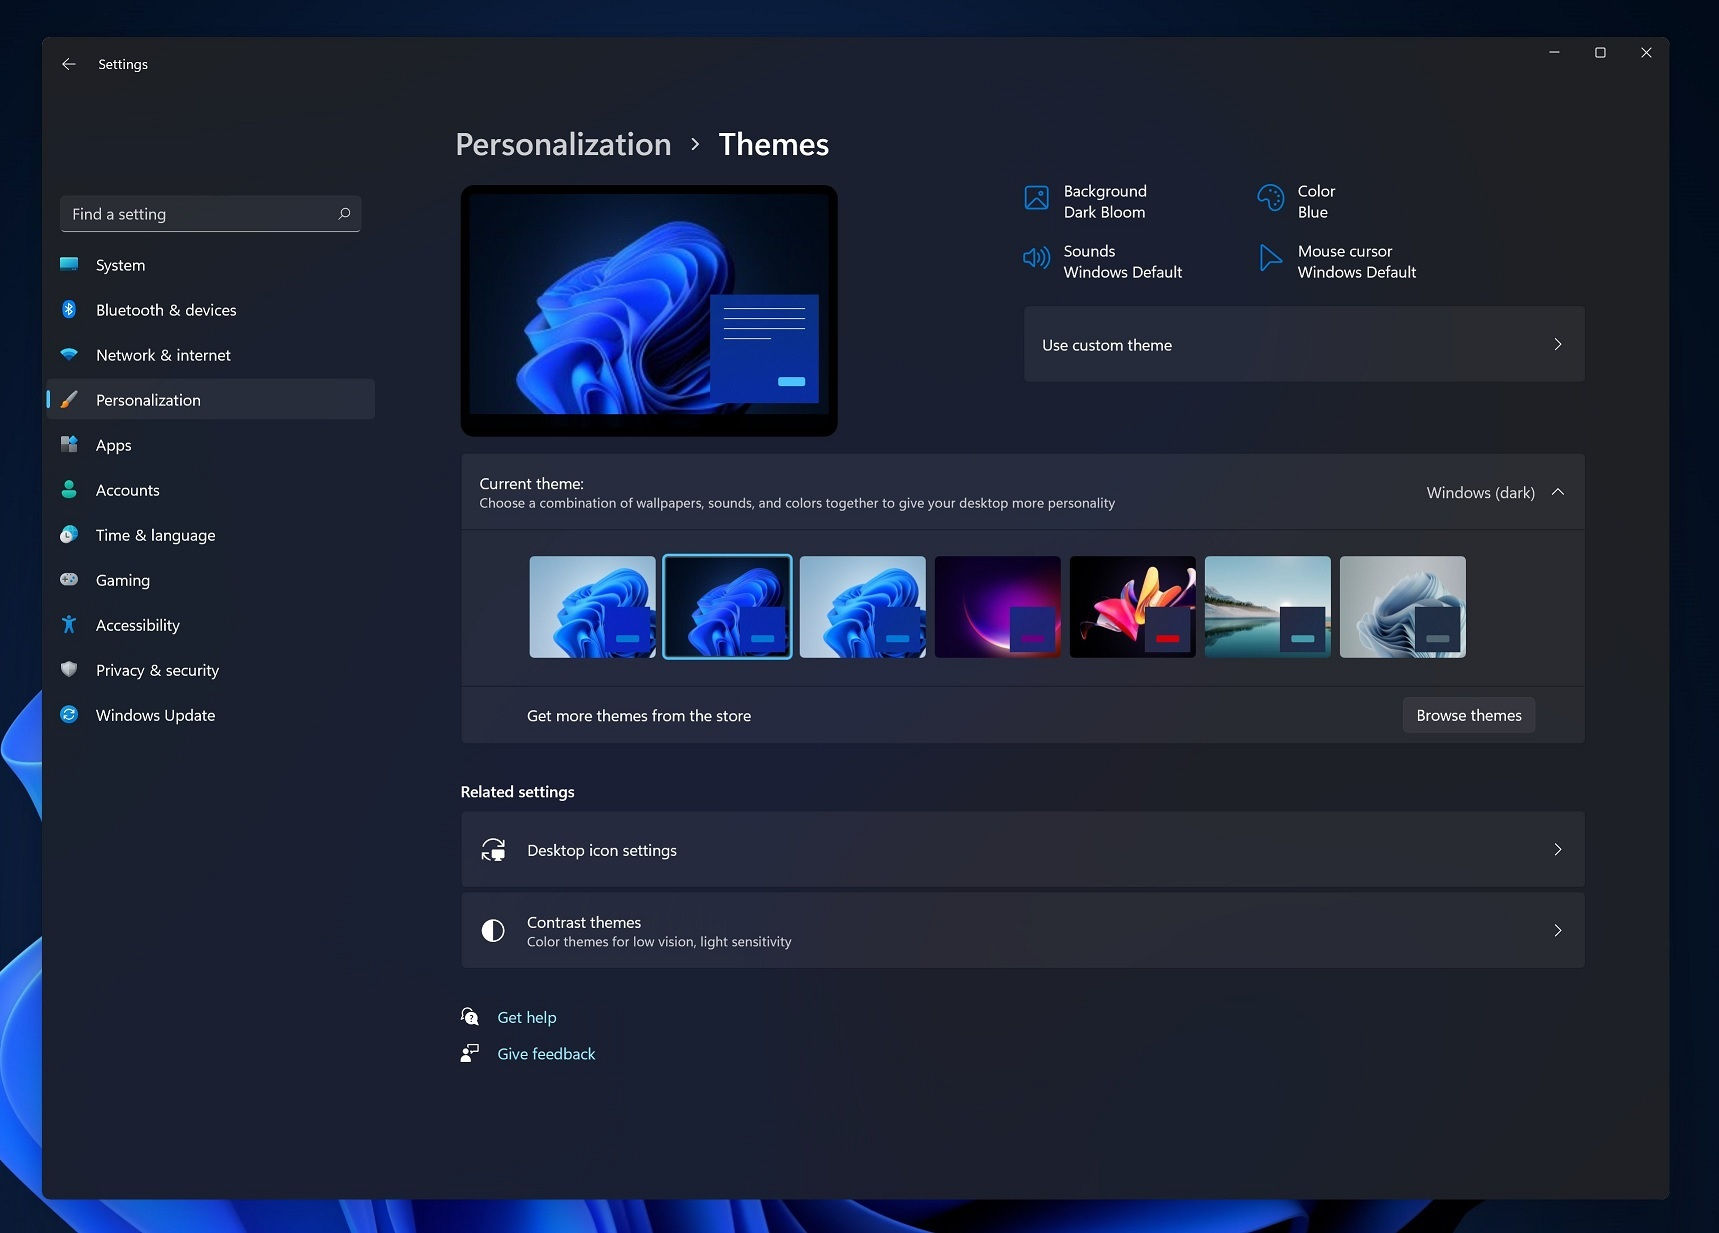 Settings
Personalization > Themes
Find a setting
System
Bluetooth & devices
Network & internet
Personalization
Apps
Accounts
Time & language
Gaming
Accessibility
Privacy & security
Windows Update
Background
Dark Bloom
Color
Blue
Sounds
Windows Default
Mouse cursor
Windows Default
Use custom theme
Current theme:
Choose a combination of wallpapers, sounds, and colors together to give your desktop more personality
Windows (dark)
Get more themes from the store
Browse themes
Related settings
Desktop icon settings
Contrast themes
Color themes for low vision, light sensitivity
Get help
Give feedback